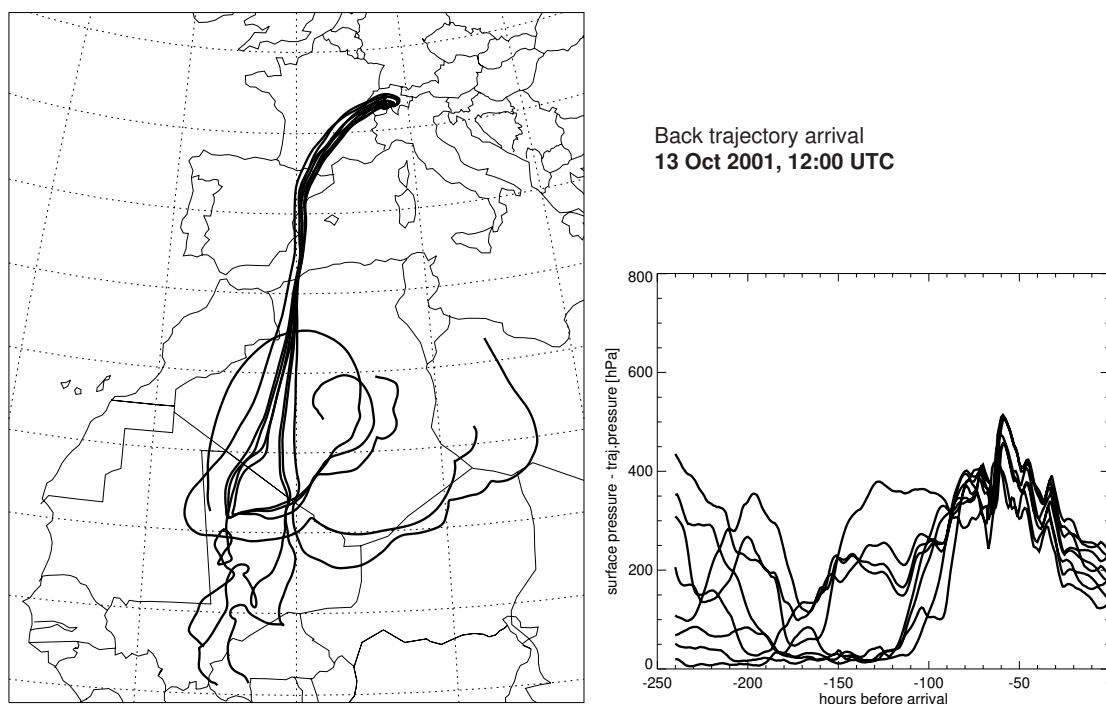 Back trajectory arrival
13 Oct 2001, 12:00 UTC
surface pressure - traj.pressure [hPa]
800
600
400
200
0
-250 -200 -150 -100 -50
hours before arrival